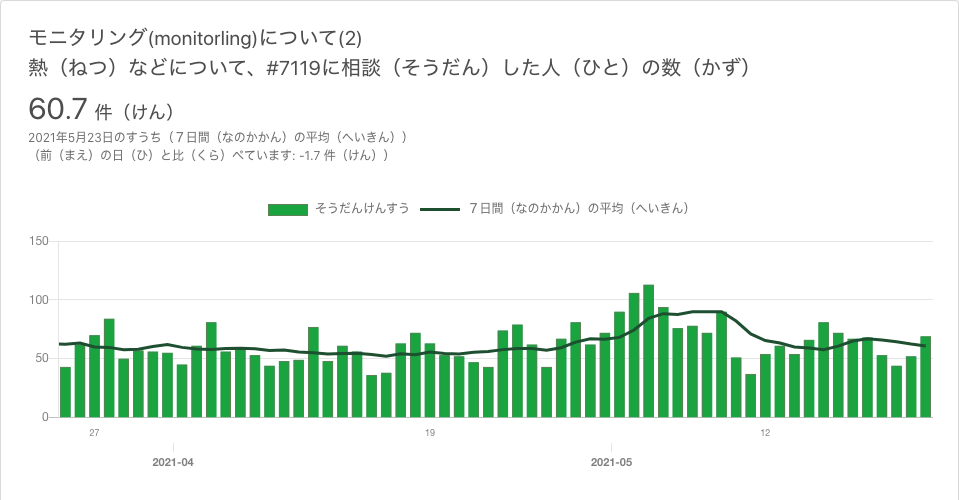 モニタリング(monitorling)について(2)
熱（ねつ）などについて、#7119に相談（そうだん）した人（ひと）の数（かず）
60.7 件（けん）
2021年5月23日のすうち（７日間（なのかかん）の平均（へいきん））
（前（まえ）の日（ひ）と比（くら）べています: -1.7 件（けん））
そうだんけんすう ７日間（なのかかん）の平均（へいきん）
150
100
50
0
27 19 12
2021-04 2021-05